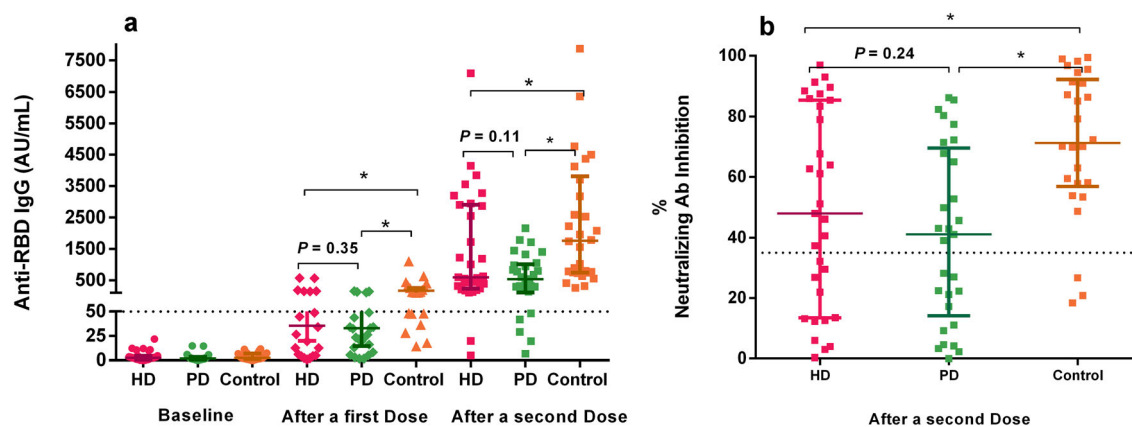 a
Anti-RBD IgG (AU/mL)
7500
6500
5500
4500
3500
2500
1500
500
50
25
0
*
P = 0.35
*
*
P = 0.11
*
HD PD Control HD PD Control HD PD Control
Baseline After a first Dose After a second Dose
b
%
Neutralizing Ab Inhibition
100
80
60
40
20
0
*
P = 0.24
*
HD PD Control
After a second Dose